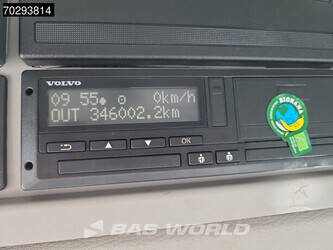 70293814
VOLVO
09 55 0km/h
OUT 346002.2km
OK
BAS WORLD